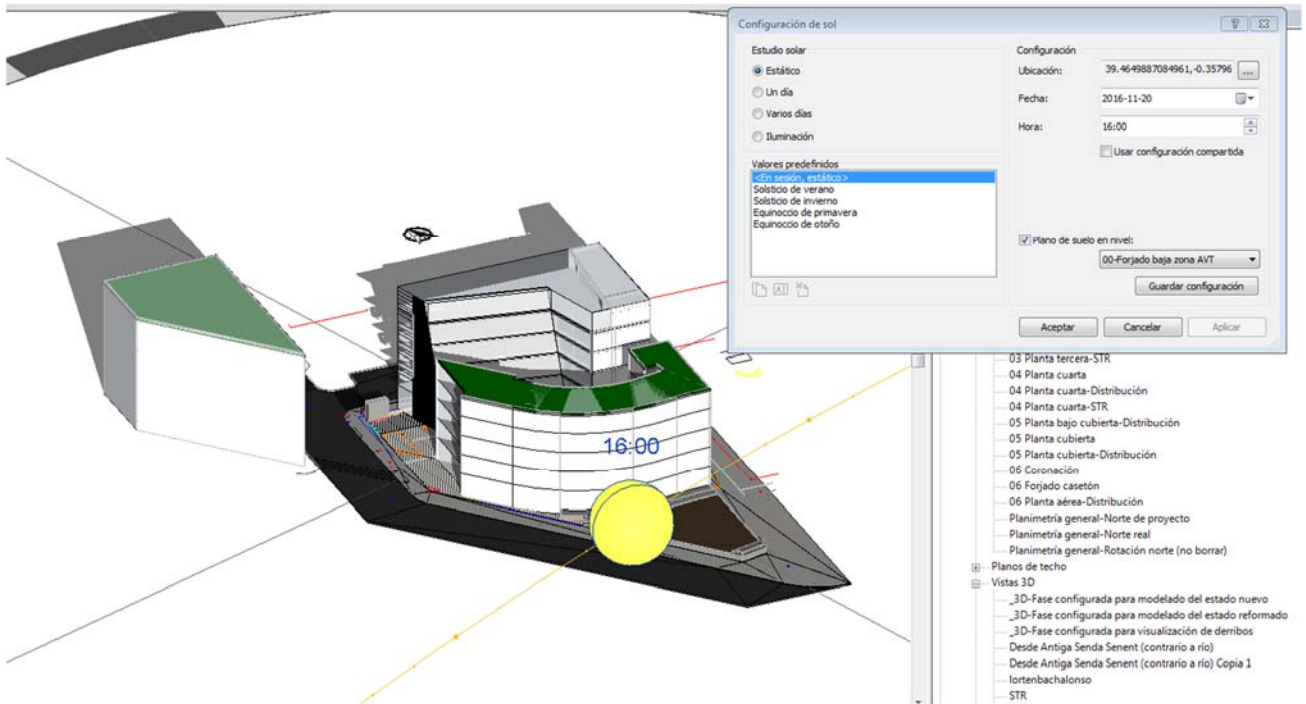 Configuración de sol
Estudio solar
Estático
Un día
Varios días
Iluminación
Valores predefinidos
<En sesión, estático>
Solsticio de verano
Solsticio de invierno
Equinoccio de primavera
Equinoccio de otoño
Configuración
Ubicación: 39.4649887084961,-0.35796 ...
Fecha: 2016-11-20
Hora: 16:00
Usar configuración compartida
Plano de suelo en nivel:
00-Forjado baja zona AVT
Guardar configuración
Aceptar Cancelar Aplicar
16:00
03 Planta tercera-STR
04 Planta cuarta
04 Planta cuarta-Distribución
04 Planta cuarta-STR
05 Planta bajo cubierta-Distribución
05 Planta cubierta
05 Planta cubierta-Distribución
06 Coronación
06 Forjado casetón
06 Planta aérea-Distribución
Planimetría general-Norte de proyecto
Planimetría general-Norte real
Planimetría general-Rotación norte (no borrar)
Planos de techo
Vistas 3D
_3D-Fase configurada para modelado del estado nuevo
_3D-Fase configurada para modelado del estado reformado
_3D-Fase configurada para visualización de derribos
Desde Antiga Senda Senent (contrario a río)
Desde Antiga Senda Senent (contrario a río) Copia 1
lortenbachalonso
STR